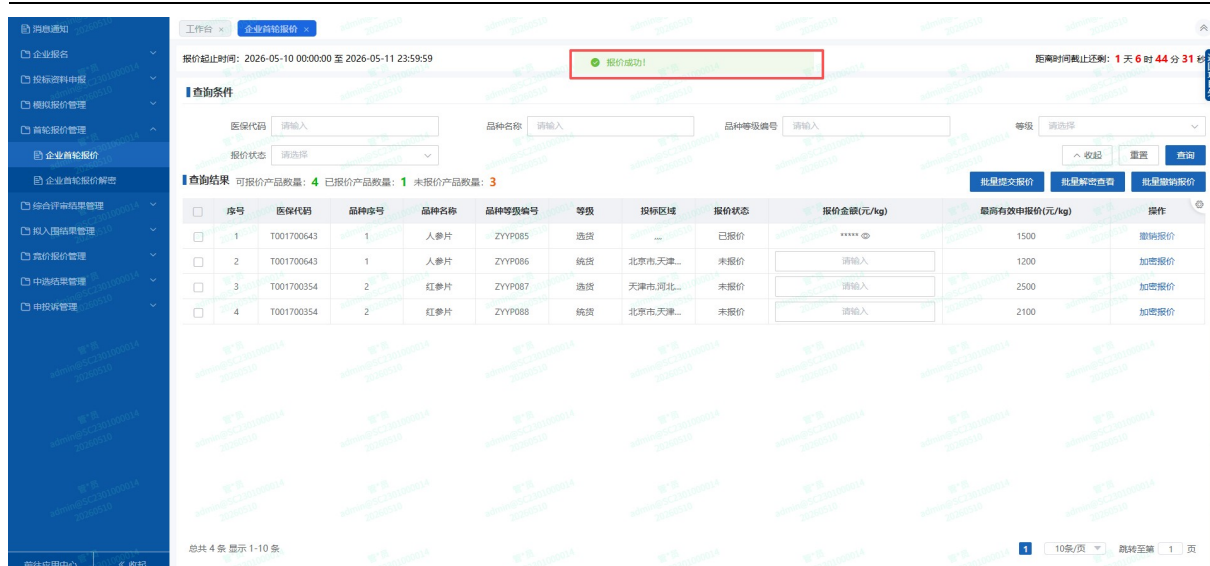 消息通知
工作台 × 企业首轮报价 ×
企业报名
报价起止时间：2026-05-10 00:00:00 至 2026-05-11 23:59:59 报价成功! 距离时间截止还剩：1 天 6 时 44 分 31 秒
投标资料申报
查询条件
模拟报价管理
首轮报价管理
医保代码 请输入 品种名称 请输入 品种等级编号 请输入 等级 请选择
企业首轮报价
报价状态 请选择 收起 重置 查询
企业首轮报价解密
查询结果 可报价产品数量：4 已报价产品数量：1 未报价产品数量：3 批量提交报价 批量解密查看 批量撤销报价
综合评审结果管理
序号 医保代码 品种序号 品种名称 品种等级编号 等级 投标区域 报价状态 报价金额(元/kg) 最高有效申报价(元/kg) 操作
拟入围结果管理
1 T001700643 1 人参片 ZYYP085 选货 ... 已报价 ***** 1500 撤销报价
竞价报价管理
2 T001700643 1 人参片 ZYYP086 统货 北京市,天津... 未报价 请输入 1200 加密报价
中选结果管理
3 T001700354 2 红参片 ZYYP087 选货 天津市,河北... 未报价 请输入 2500 加密报价
申投诉管理
4 T001700354 2 红参片 ZYYP088 统货 北京市,天津... 未报价 请输入 2100 加密报价
管*员
admin@SC2301000014
20260510
总共 4 条 显示 1-10 条 1 10条/页 跳转至第 1 页
前往应用中心 收起